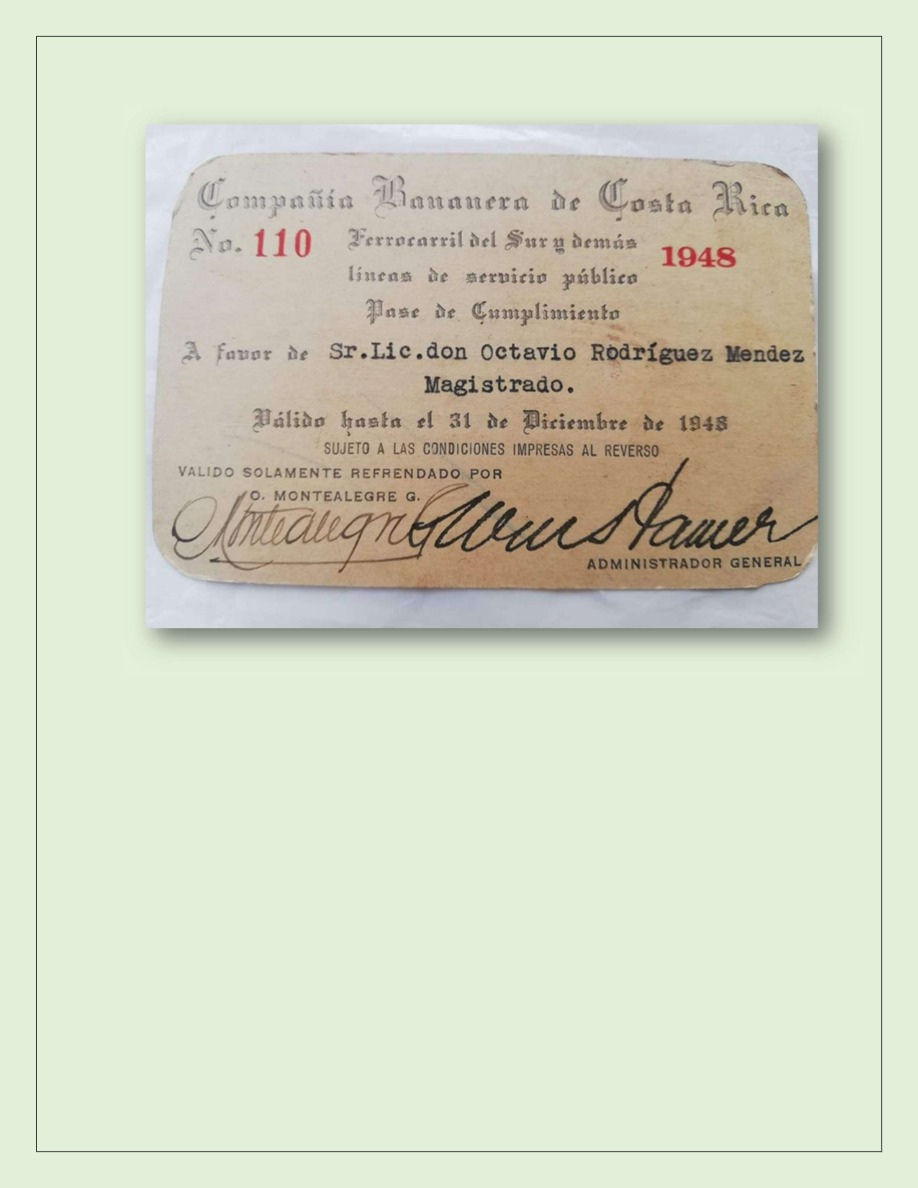 Compañía Bananera de Costa Rica
No. 110 Ferrocarril del Sur y demás 1948
líneas de servicio público
Pase de Cumplimiento
A favor de Sr.Lic.don Octavio Rodríguez Mendez
Magistrado.
Válido hasta el 31 de Diciembre de 1948
SUJETO A LAS CONDICIONES IMPRESAS AL REVERSO
VALIDO SOLAMENTE REFRENDADO POR
O. MONTEALEGRE G.
Montealegre G
ADMINISTRADOR GENERAL